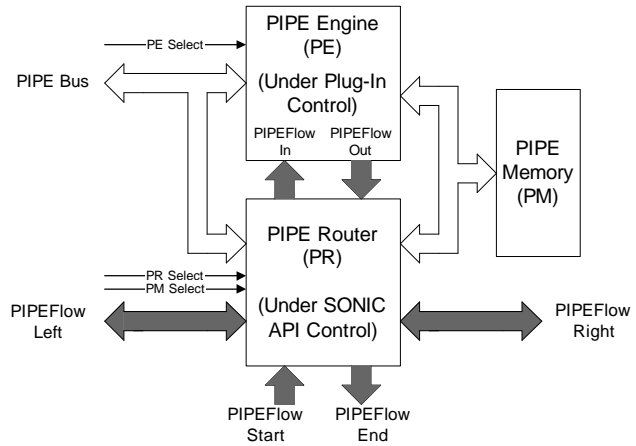 PIPE Engine
(PE)
PE Select
PIPE Bus
(Under Plug-In
Control)
PIPEFlow
In
PIPEFlow
Out
PIPE
Memory
(PM)
PIPE Router
(PR)
PR Select
PM Select
PIPEFlow
Left
(Under SONIC
API Control)
PIPEFlow
Right
PIPEFlow
Start
PIPEFlow
End